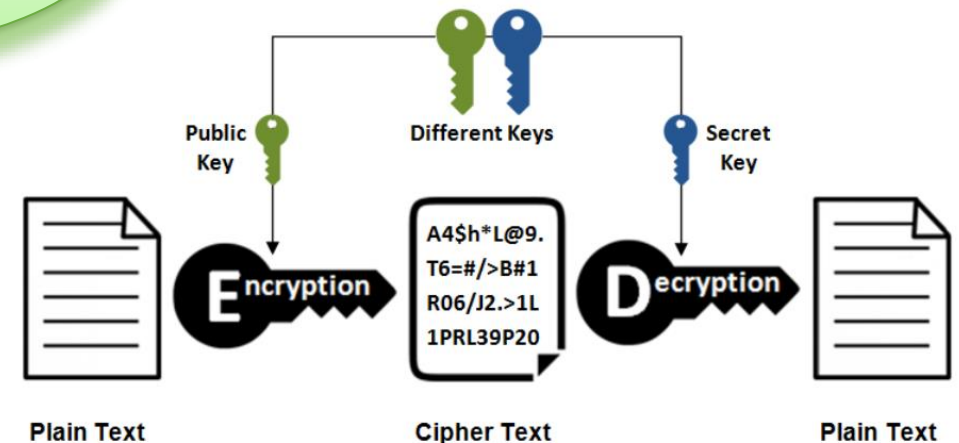 Public
Key
Different Keys
Secret
Key
Encryption
A4$h*L@9.
T6=#/>B#1
R06/J2.>1L
1PRL39P20
Decryption
Plain Text
Cipher Text
Plain Text